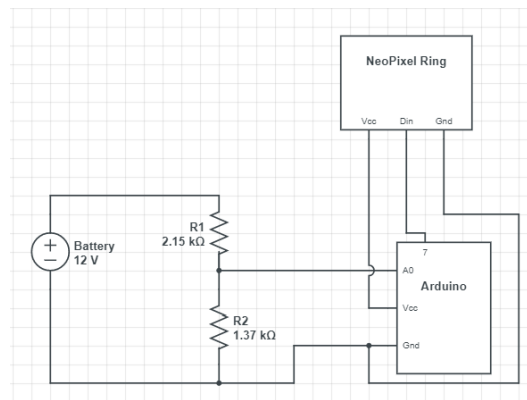 NeoPixel Ring
Vcc Din Gnd
R1
2.15 kΩ
Battery
12 V
7
A0
Arduino
Vcc
R2
1.37 kΩ
Gnd